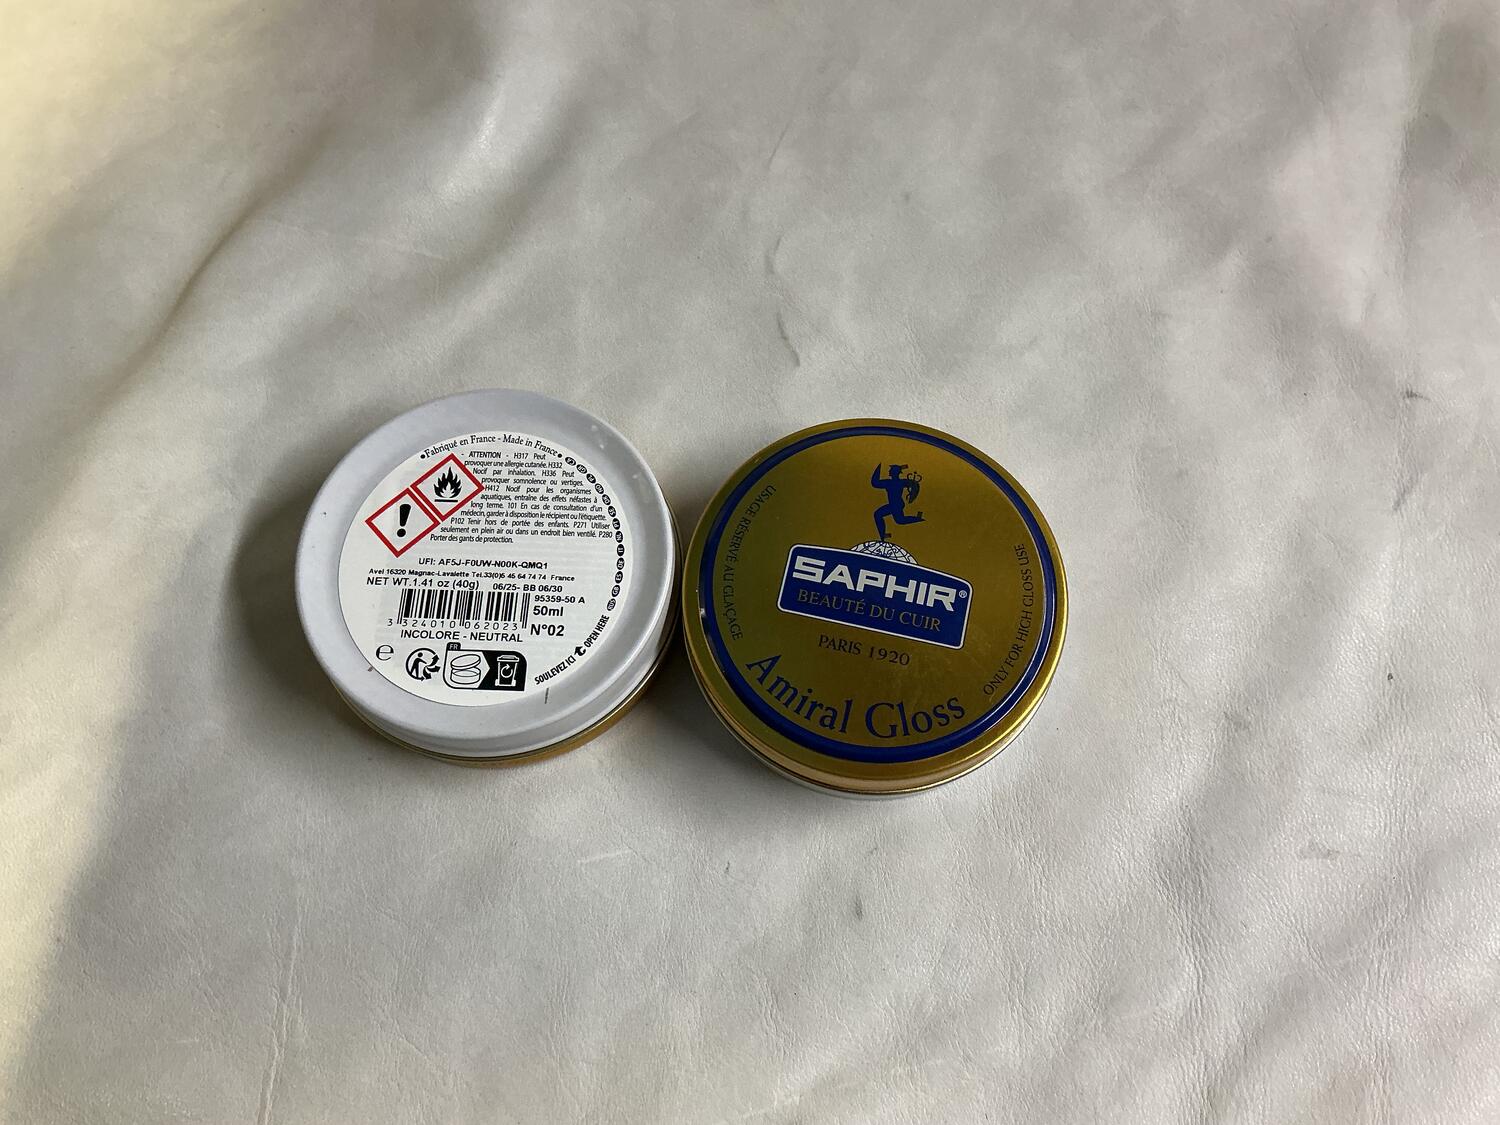 •Fabriqué en France - Made in France•
- ATTENTION - H317 Peut
provoquer une allergie cutanée. H332
Nocif par inhalation. H336 Peut
provoquer somnolence ou vertiges.
H412 Nocif pour les organismes
aquatiques, entraîne des effets néfastes à
long terme. 101 En cas de consultation d'un
médecin, garder à disposition le récipient ou l'étiquette.
P102 Tenir hors de portée des enfants. P271 Utiliser
seulement en plein air ou dans un endroit bien ventilé. P280
Porter des gants de protection.
UFI: AF5J-F0UW-N00K-QMQ1
Avel 16320 Magnac-Lavalette Tel.33(0)5 45 64 74 74 France
NET WT.1.41 oz (40g) 06/25- BB 06/30
95359-50 A
50ml
3 324010 062023
N°02
INCOLORE - NEUTRAL
FR
SOULEVEZ ICI OPEN HERE
USAGE RÉSERVÉ AU GLAÇAGE
SAPHIR®
BEAUTÉ DU CUIR
PARIS 1920
ONLY FOR HIGH GLOSS USE
Amiral Gloss